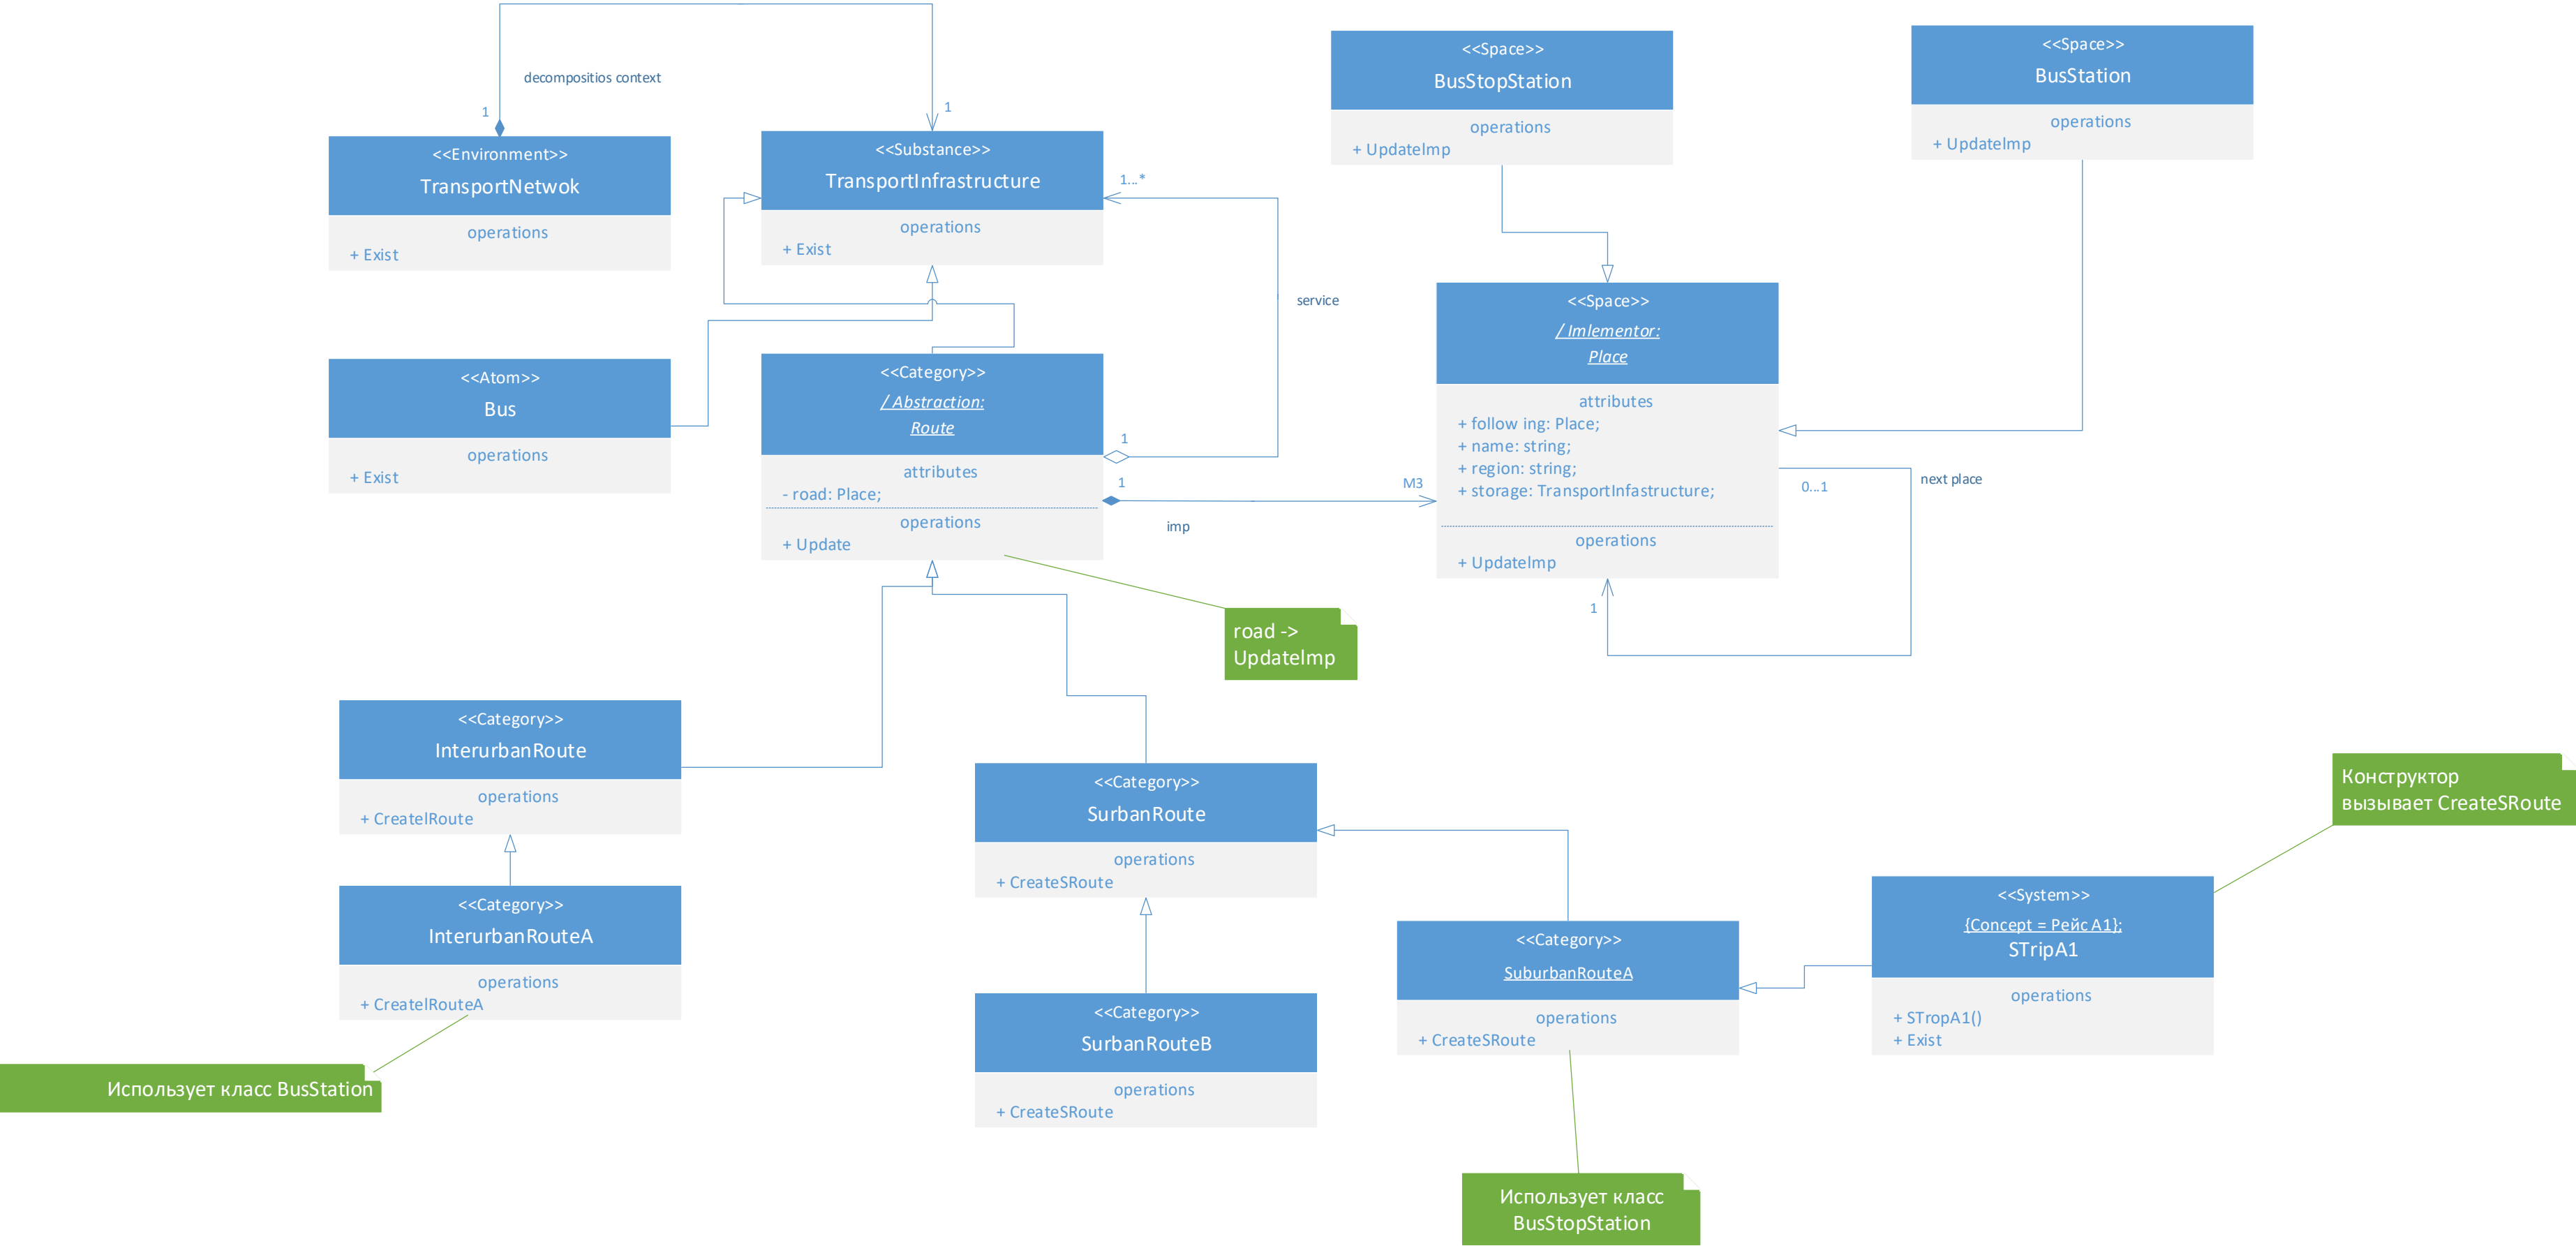 decompositios context
1
1
<<Environment>>
TransportNetwok
operations
+ Exist
<<Substance>>
TransportInfrastructure
operations
+ Exist
1...*
service
<<Space>>
BusStopStation
operations
+ UpdateImp
<<Space>>
BusStation
operations
+ UpdateImp
<<Atom>>
Bus
operations
+ Exist
<<Category>>
/ Abstraction:
Route
attributes
- road: Place;
operations
+ Update
1
1
M3
imp
<<Space>>
/ Imlementor:
Place
attributes
+ follow ing: Place;
+ name: string;
+ region: string;
+ storage: TransportInfastructure;
operations
+ UpdateImp
0...1
next place
1
road ->
UpdateImp
<<Category>>
InterurbanRoute
operations
+ CreateIRoute
<<Category>>
InterurbanRouteA
operations
+ CreateIRouteA
Использует класс BusStation
<<Category>>
SurbanRoute
operations
+ CreateSRoute
<<Category>>
SurbanRouteB
operations
+ CreateSRoute
<<Category>>
SuburbanRouteA
operations
+ CreateSRoute
Использует класс
BusStopStation
<<System>>
{Concept = Рейс А1};
STripA1
operations
+ STropA1()
+ Exist
Конструктор
вызывает CreateSRoute